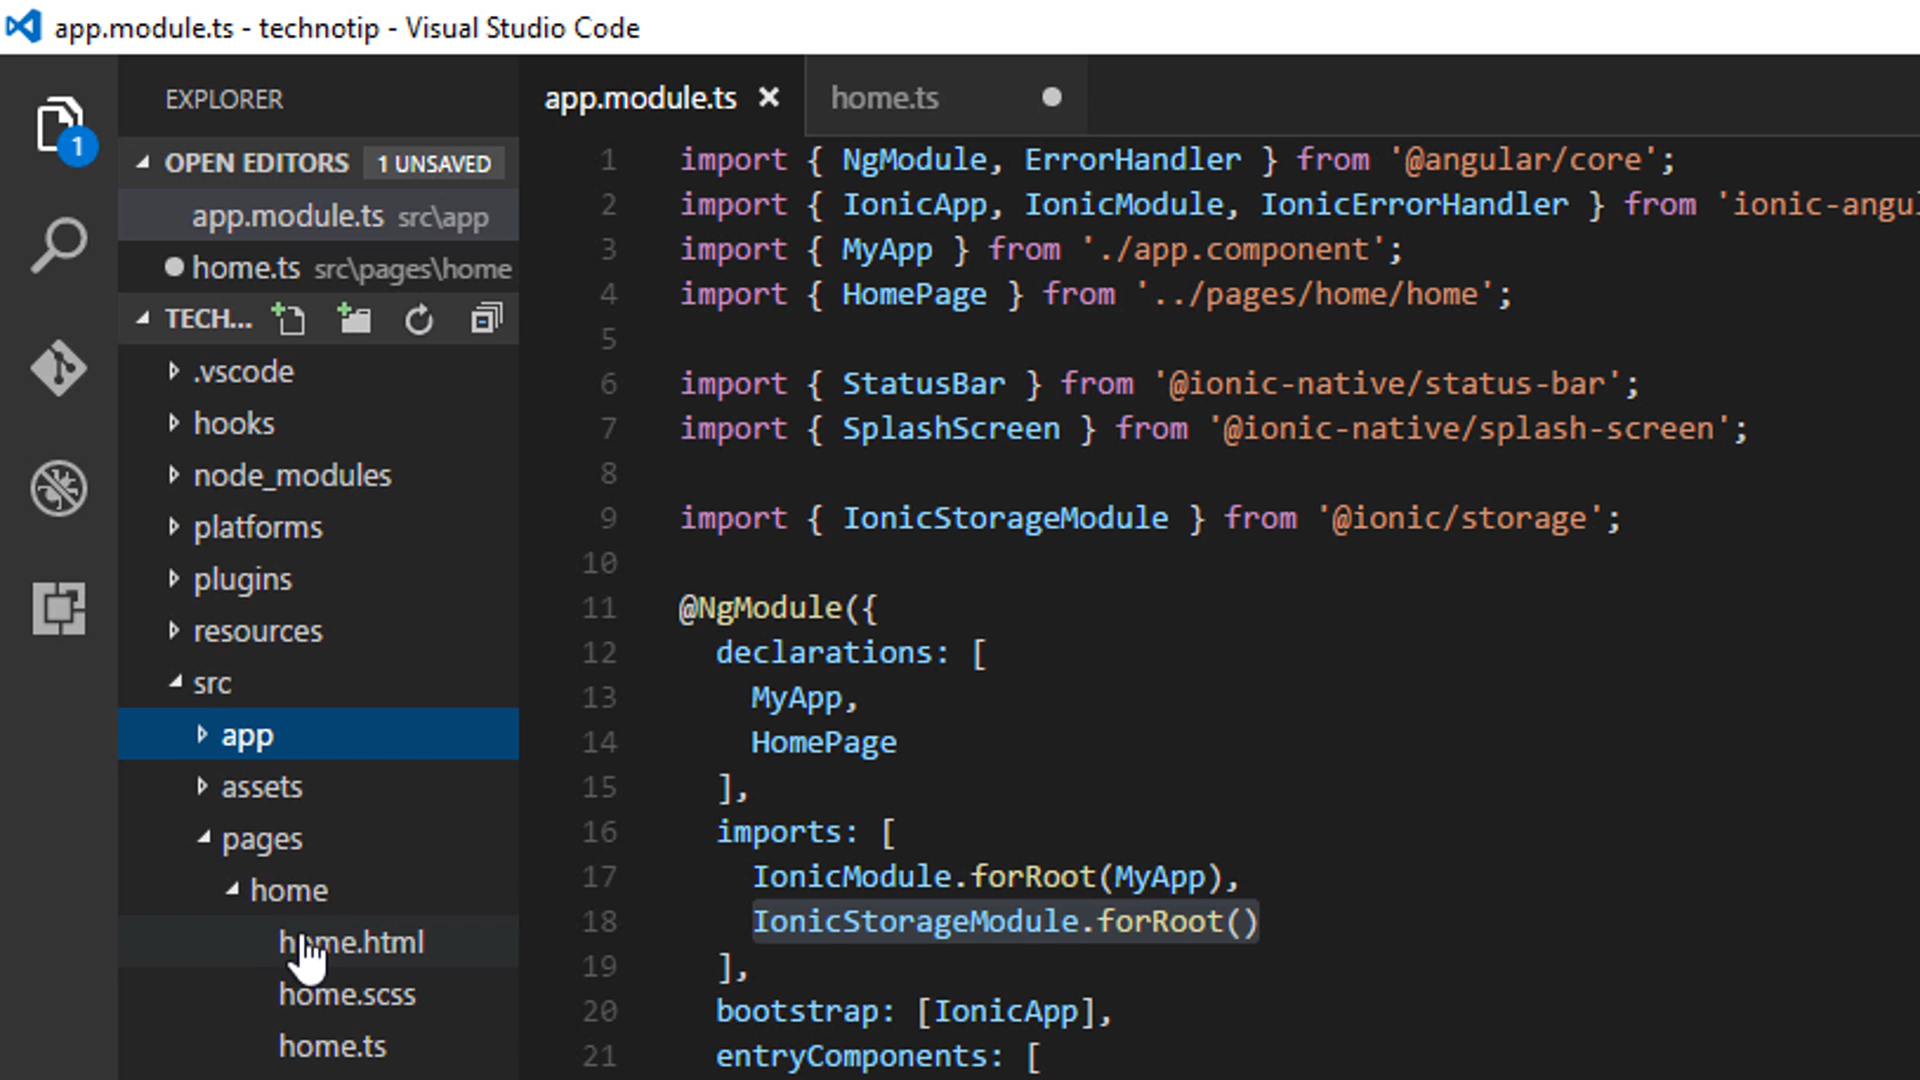 app.module.ts - technotip - Visual Studio Code
EXPLORER
1
OPEN EDITORS 1 UNSAVED
app.module.ts src\app
home.ts src\pages\home
TECH...
.vscode
hooks
node_modules
platforms
plugins
resources
src
app
assets
pages
home
home.html
home.scss
home.ts
app.module.ts home.ts
1 import { NgModule, ErrorHandler } from '@angular/core';
2 import { IonicApp, IonicModule, IonicErrorHandler } from 'ionic-angul
3 import { MyApp } from './app.component';
4 import { HomePage } from '../pages/home/home';
5
6 import { StatusBar } from '@ionic-native/status-bar';
7 import { SplashScreen } from '@ionic-native/splash-screen';
8
9 import { IonicStorageModule } from '@ionic/storage';
10
11 @NgModule({
12 declarations: [
13 MyApp,
14 HomePage
15 ],
16 imports: [
17 IonicModule.forRoot(MyApp),
18 IonicStorageModule.forRoot()
19 ],
20 bootstrap: [IonicApp],
21 entryComponents: [